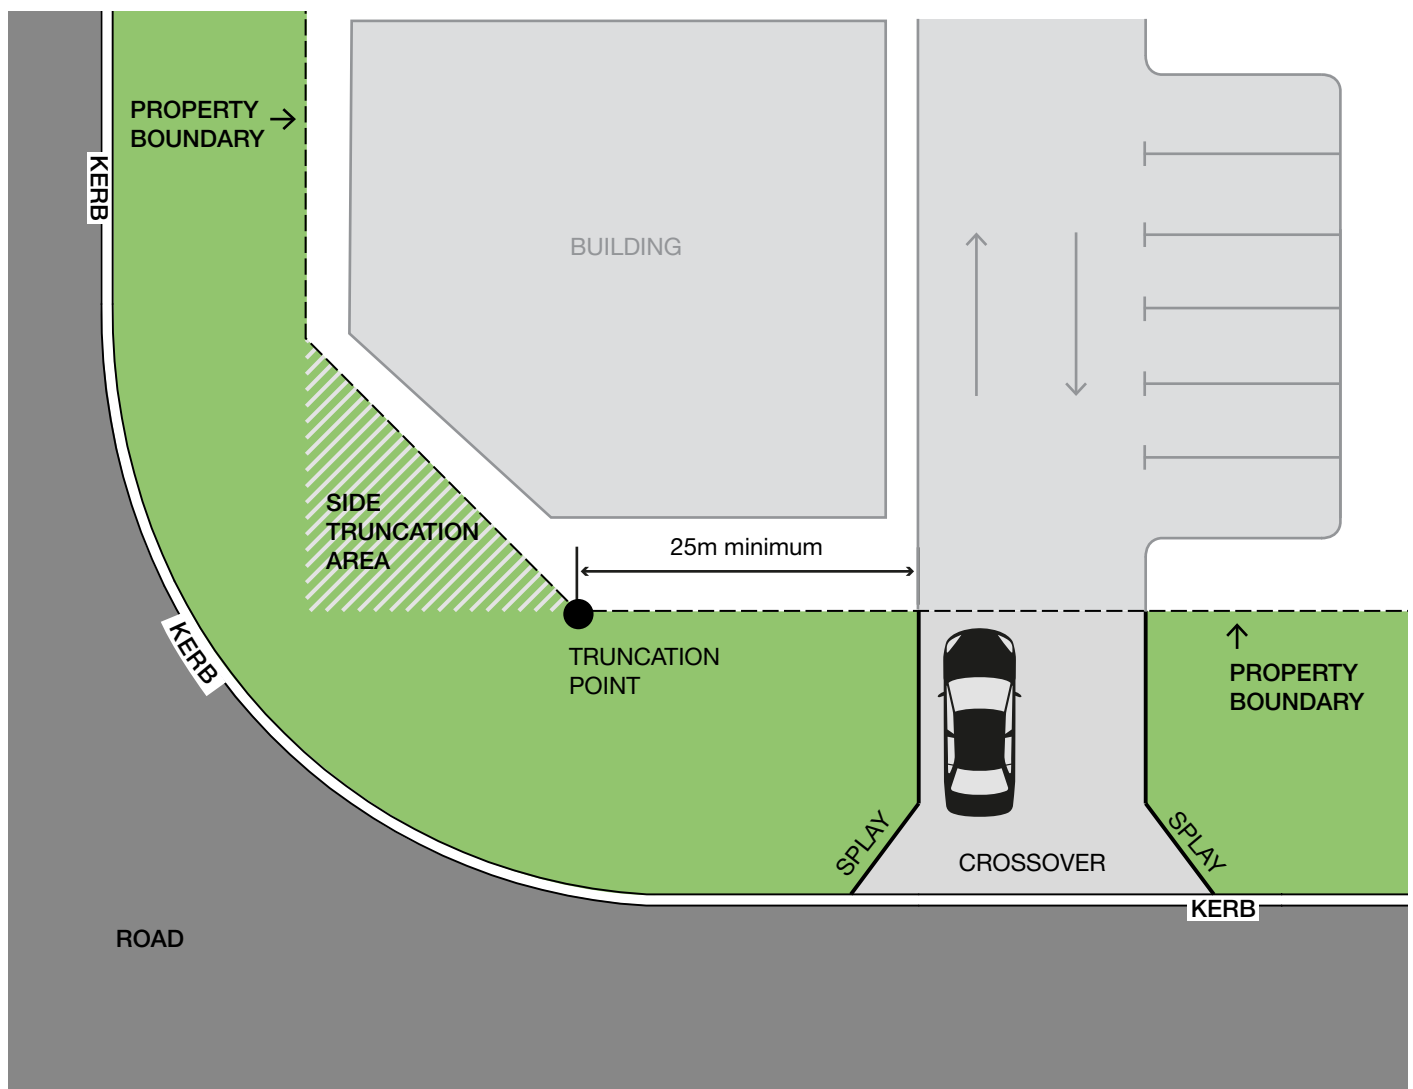 PROPERTY
BOUNDARY
KERB
BUILDING
SIDE
TRUNCATION
AREA
25m minimum
KERB
TRUNCATION
POINT
PROPERTY
BOUNDARY
SPLAY
SPLAY
CROSSOVER
KERB
ROAD